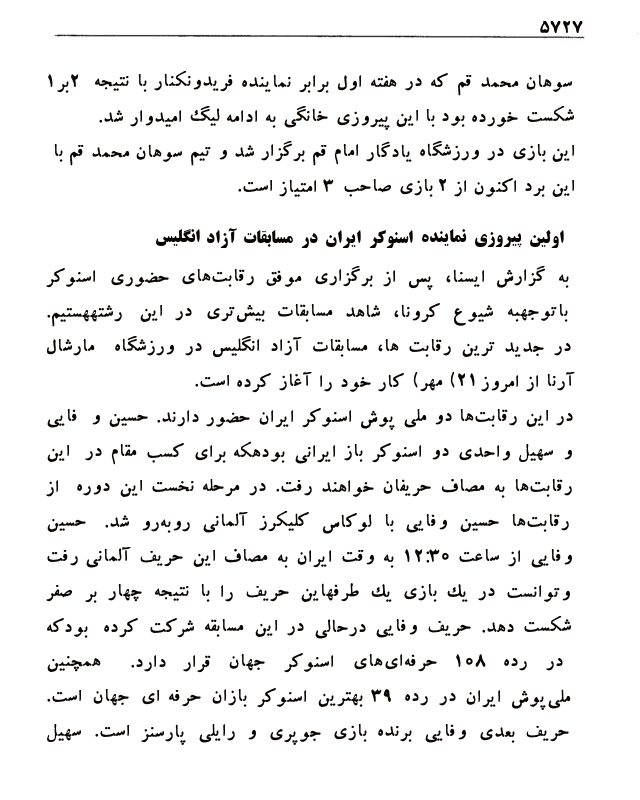 ۵۷۲۷
سوهان محمد قم که در هفته اول برابر نماینده فریدونکنار با نتیجه ۲بر۱
شکست خورده بود با این پیروزی خانگی به ادامه لیگ امیدوار شد.
این بازی در ورزشگاه یادگار امام قم برگزار شد و تیم سوهان محمد قم با
این برد اکنون از ۲ بازی صاحب ۳ امتیاز است.
اولین پیروزی نماینده اسنوکر ایران در مسابقات آزاد انگلیس
به گزارش ایسنا، پس از برگزاری موفق رقابت‌های حضوری اسنوکر
باتوجهبه شیوع کرونا، شاهد مسابقات بیش‌تری در این رشتههستیم.
در جدید ترین رقابت ها، مسابقات آزاد انگلیس در ورزشگاه مارشال
آرنا از امروز ۲۱) مهر) کار خود را آغاز کرده است.
در این رقابت‌ها دو ملی پوش اسنوکر ایران حضور دارند. حسین و فایی
و سهیل واحدی دو اسنوکر باز ایرانی بودهکه برای کسب مقام در این
رقابت‌ها به مصاف حریفان خواهند رفت. در مرحله نخست این دوره از
رقابت‌ها حسین وفایی با لوکاس کلیکرز آلمانی روبه‌رو شد. حسین
وفایی از ساعت ۱۲:۳۰ به وقت ایران به مصاف این حریف آلمانی رفت
وتوانست در یك بازی یك طرفهاین حریف را با نتیجه چهار بر صفر
شکست دهد. حریف وفایی درحالی در این مسابقه شرکت کرده بودکه
در رده ۱۰۸ حرفه‌ای‌های اسنوکر جهان قرار دارد. همچنین
ملی‌پوش ایران در رده ۳۹ بهترین اسنوکر بازان حرفه ای جهان است.
حریف بعدی وفایی برنده بازی جوپری و رایلی پارسنز است. سهیل